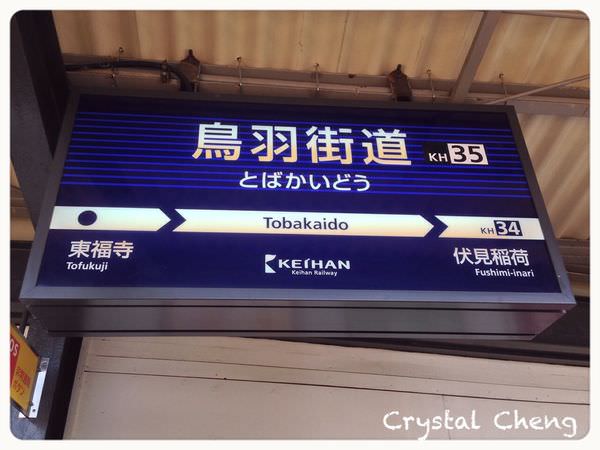 鳥羽街道 KH 35
とばかいどう
Tobakaido
KH 34
東福寺
Tofukuji
KEIHAN
Keihan Railway
伏見稲荷
Fushimi-inari
OS
Crystal Cheng